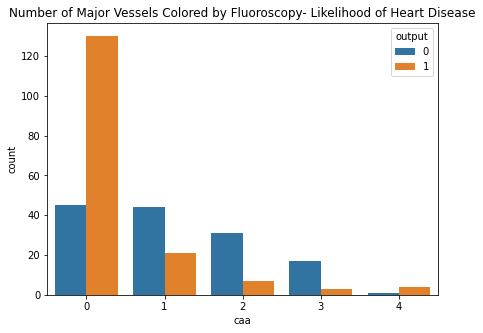 Number of Major Vessels Colored by Fluoroscopy- Likelihood of Heart Disease
output
0
1
120
100
80
60
40
20
0
count
0 1 2 3 4
caa